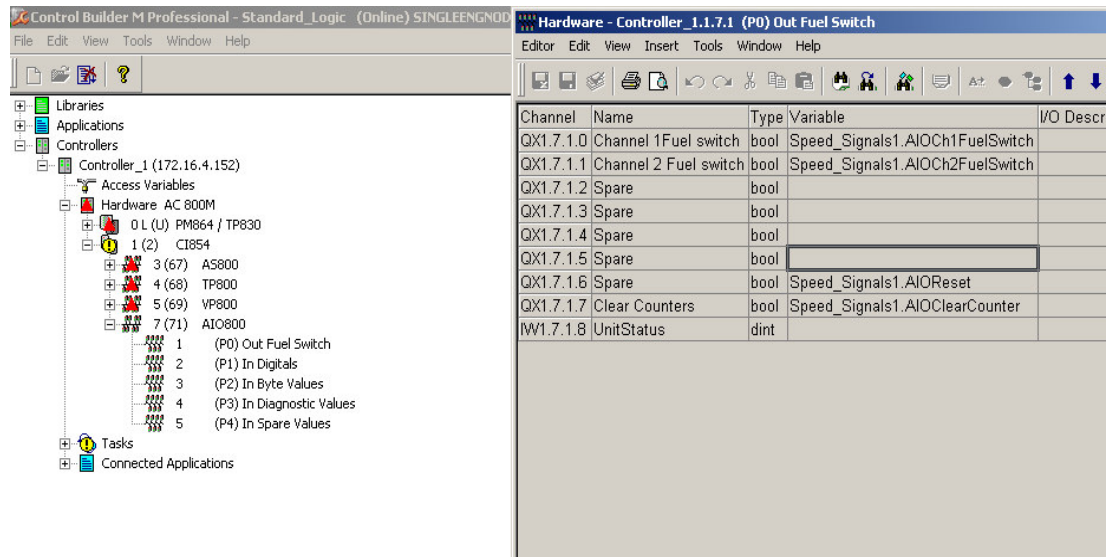 Control Builder M Professional - Standard_Logic (Online) SINGLEENGNOD
File Edit View Tools Window Help
Libraries
Applications
Controllers
Controller_1 (172.16.4.152)
Access Variables
Hardware AC 800M
0 L (U) PM864 / TP830
1 (2) CI854
3 (67) AS800
4 (68) TP800
5 (69) VP800
7 (71) AIO800
1 (P0) Out Fuel Switch
2 (P1) In Digitals
3 (P2) In Byte Values
4 (P3) In Diagnostic Values
5 (P4) In Spare Values
Tasks
Connected Applications
Hardware - Controller_1.1.7.1 (P0) Out Fuel Switch
Editor Edit View Insert Tools Window Help
Channel Name Type Variable I/O Descr
QX1.7.1.0 Channel 1Fuel switch bool Speed_Signals1.AIOCh1FuelSwitch
QX1.7.1.1 Channel 2 Fuel switch bool Speed_Signals1.AIOCh2FuelSwitch
QX1.7.1.2 Spare bool
QX1.7.1.3 Spare bool
QX1.7.1.4 Spare bool
QX1.7.1.5 Spare bool
QX1.7.1.6 Spare bool Speed_Signals1.AIOReset
QX1.7.1.7 Clear Counters bool Speed_Signals1.AIOClearCounter
IW1.7.1.8 UnitStatus dint